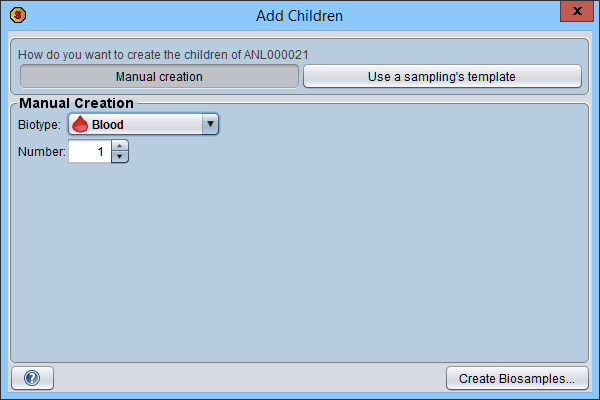 Add Children
x
How do you want to create the children of ANL000021
Manual creation
Use a sampling's template
Manual Creation
Biotype: Blood
Number: 1
?
Create Biosamples...